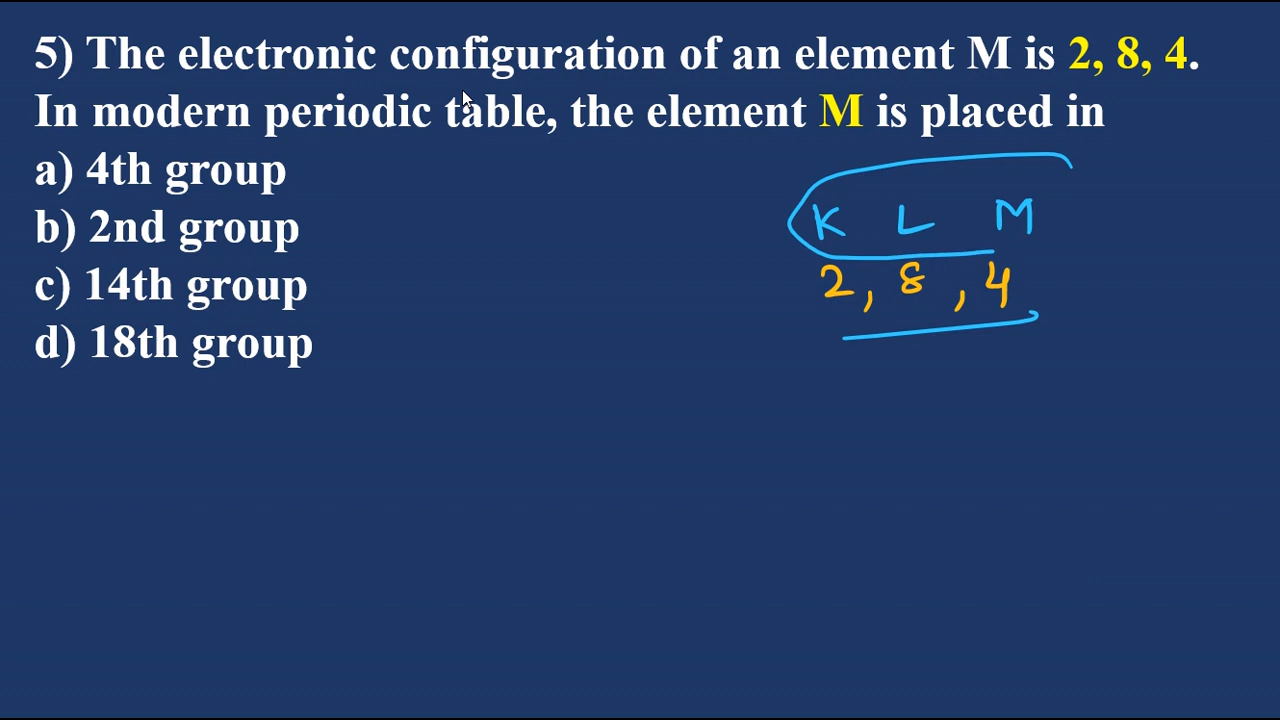 5) The electronic configuration of an element M is 2, 8, 4.
In modern periodic table, the element M is placed in
a) 4th group
b) 2nd group
c) 14th group
d) 18th group
K L M
2, 8, 4